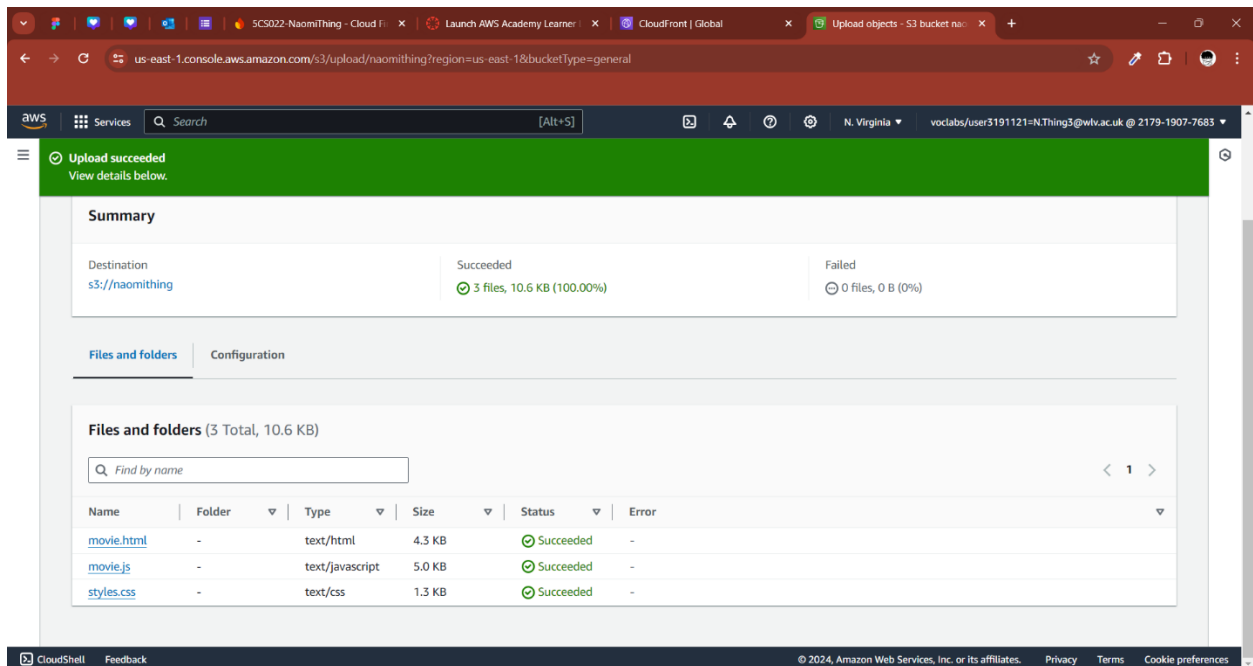 5CS022-NaomiThing - Cloud Fi
Launch AWS Academy Learner
CloudFront | Global
Upload objects - S3 bucket nao
us-east-1.console.aws.amazon.com/s3/upload/naomithing?region=us-east-1&bucketType=general
aws
Services
Search
[Alt+S]
N. Virginia
voclabs/user3191121=N.Thing3@wlv.ac.uk @ 2179-1907-7683
Upload succeeded
View details below.
Summary
Destination
s3://naomithing
Succeeded
3 files, 10.6 KB (100.00%)
Failed
0 files, 0 B (0%)
Files and folders
Configuration
Files and folders (3 Total, 10.6 KB)
Find by name
1
Name Folder Type Size Status Error
movie.html - text/html 4.3 KB Succeeded -
movie.js - text/javascript 5.0 KB Succeeded -
styles.css - text/css 1.3 KB Succeeded -
CloudShell Feedback © 2024, Amazon Web Services, Inc. or its affiliates. Privacy Terms Cookie preferences